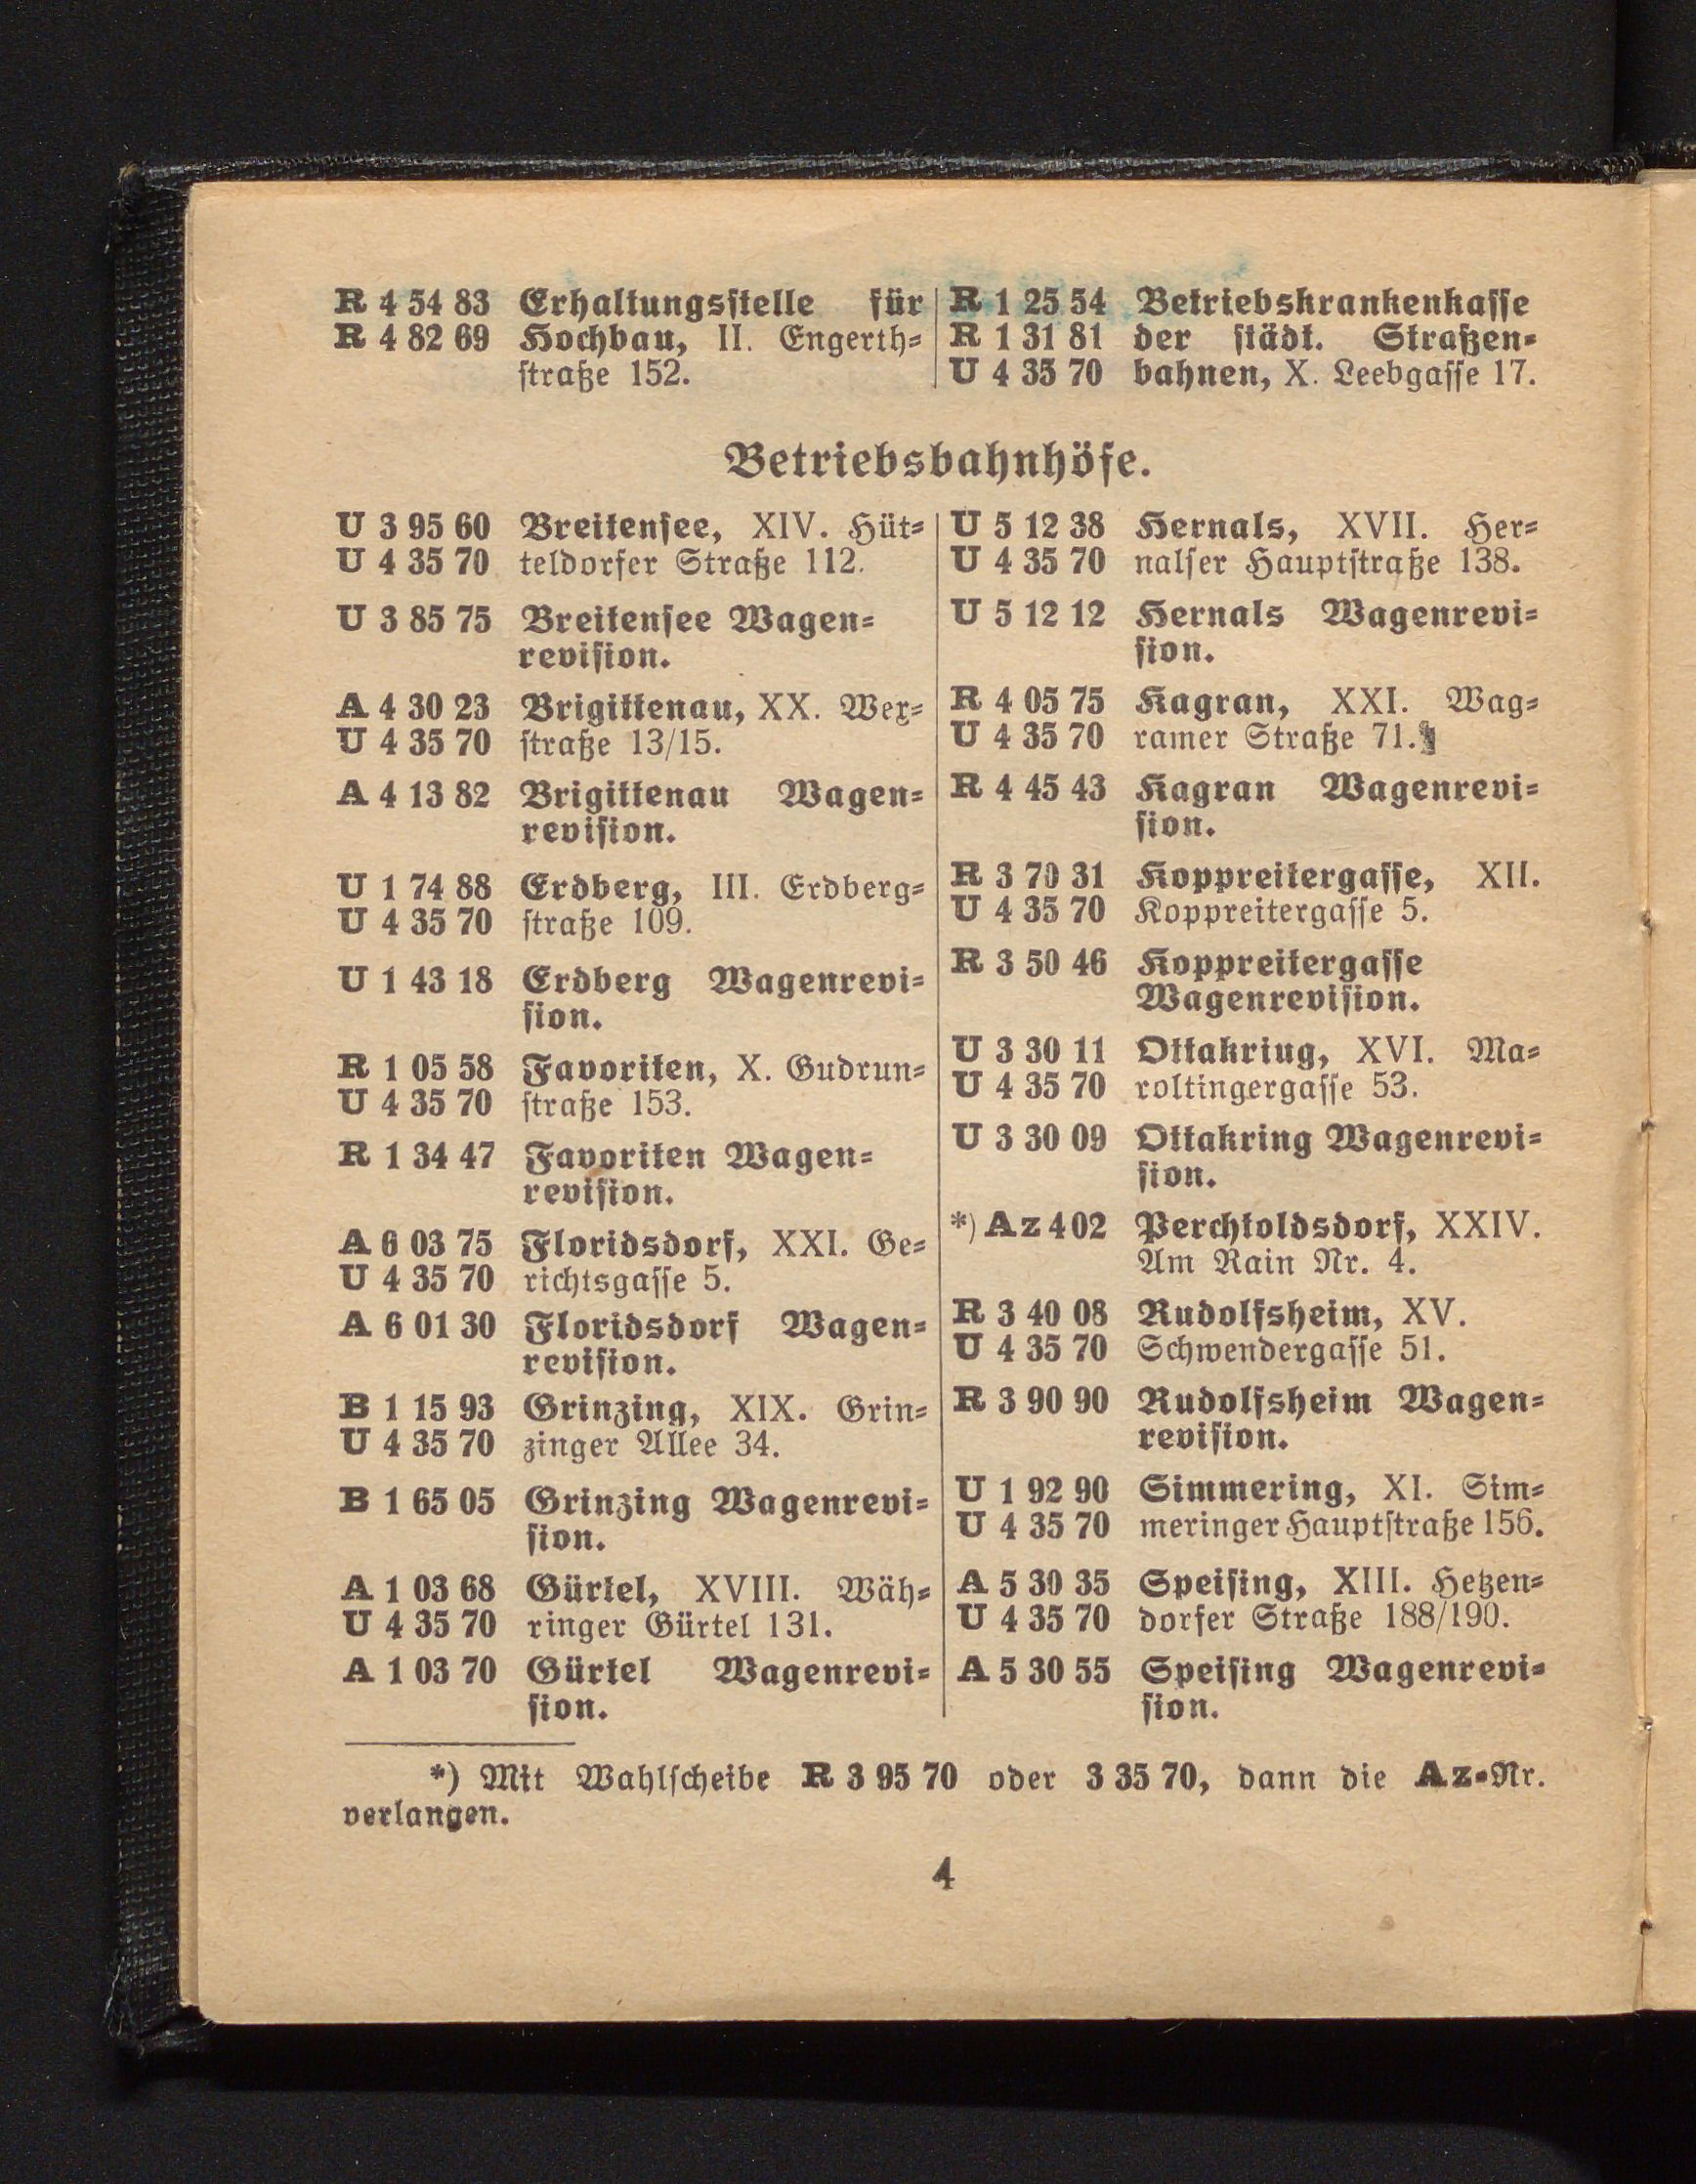 R 4 54 83 Erhaltungsstelle für
R 4 82 69 Hochbau, II. Engerth-
straße 152.
R 1 25 54 Betriebskrankenkasse
R 1 31 81 der städt. Straßen-
U 4 35 70 bahnen, X. Leebgasse 17.
Betriebsbahnhöfe.
U 3 95 60 Breitensee, XIV. Hüt-
U 4 35 70 teldorfer Straße 112.
U 3 85 75 Breitensee Wagen-
revision.
A 4 30 23 Brigittenau, XX. Wex-
U 4 35 70 straße 13/15.
A 4 13 82 Brigittenau Wagen-
revision.
U 1 74 88 Erdberg, III. Erdberg-
U 4 35 70 straße 109.
U 1 43 18 Erdberg Wagenrevi-
sion.
R 1 05 58 Favoriten, X. Gudrun-
U 4 35 70 straße 153.
R 1 34 47 Favoriten Wagen-
revision.
A 6 03 75 Floridsdorf, XXI. Ge-
U 4 35 70 richtsgasse 5.
A 6 01 30 Floridsdorf Wagen-
revision.
B 1 15 93 Grinzing, XIX. Grin-
U 4 35 70 zinger Allee 34.
B 1 65 05 Grinzing Wagenrevi-
sion.
A 1 03 68 Gürtel, XVIII. Wäh-
U 4 35 70 ringer Gürtel 131.
A 1 03 70 Gürtel Wagenrevi-
sion.
U 5 12 38 Hernals, XVII. Her-
U 4 35 70 nalser Hauptstraße 138.
U 5 12 12 Hernals Wagenrevi-
sion.
R 4 05 75 Kagran, XXI. Wag-
U 4 35 70 ramer Straße 71.
R 4 45 43 Kagran Wagenrevi-
sion.
R 3 70 31 Koppreitergasse, XII.
U 4 35 70 Koppreitergasse 5.
R 3 50 46 Koppreitergasse
Wagenrevision.
U 3 30 11 Ottakriug, XVI. Ma-
U 4 35 70 roltingergasse 53.
U 3 30 09 Ottakring Wagenrevi-
sion.
*) Az 402 Perchtoldsdorf, XXIV.
Am Rain Nr. 4.
R 3 40 08 Rudolfsheim, XV.
U 4 35 70 Schwendergasse 51.
R 3 90 90 Rudolfsheim Wagen-
revision.
U 1 92 90 Simmering, XI. Sim-
U 4 35 70 meringer Hauptstraße 156.
A 5 30 35 Speising, XIII. Hetzen-
U 4 35 70 dorfer Straße 188/190.
A 5 30 55 Speising Wagenrevi-
sion.
*) Mit Wahlscheibe R 3 95 70 oder 3 35 70, dann die Az-Nr.
verlangen.
4